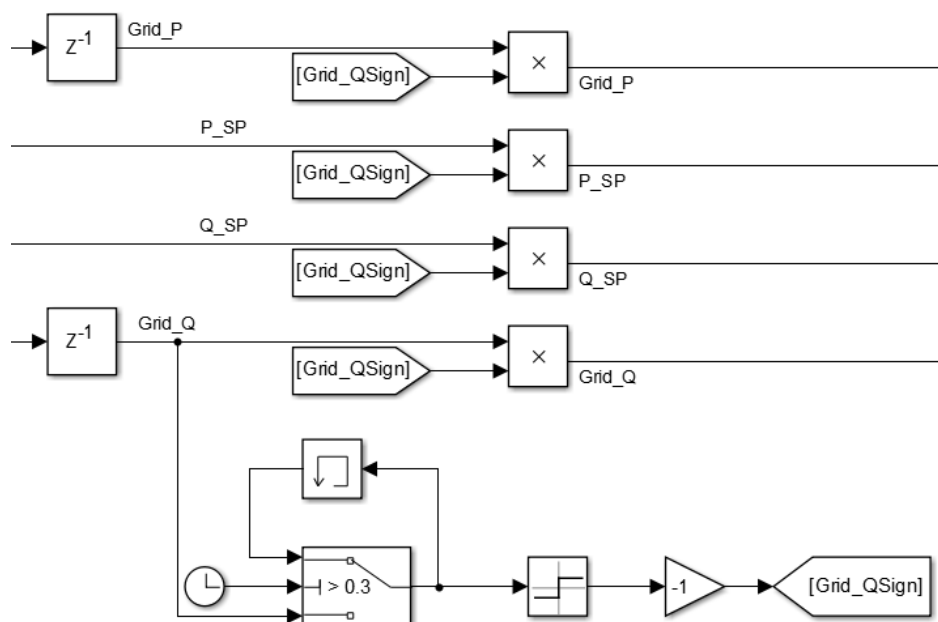 Z-1
Grid_P
[Grid_QSign]
×
Grid_P
P_SP
[Grid_QSign]
×
P_SP
Q_SP
[Grid_QSign]
×
Q_SP
Z-1
Grid_Q
[Grid_QSign]
×
Grid_Q
> 0.3
-1
[Grid_QSign]